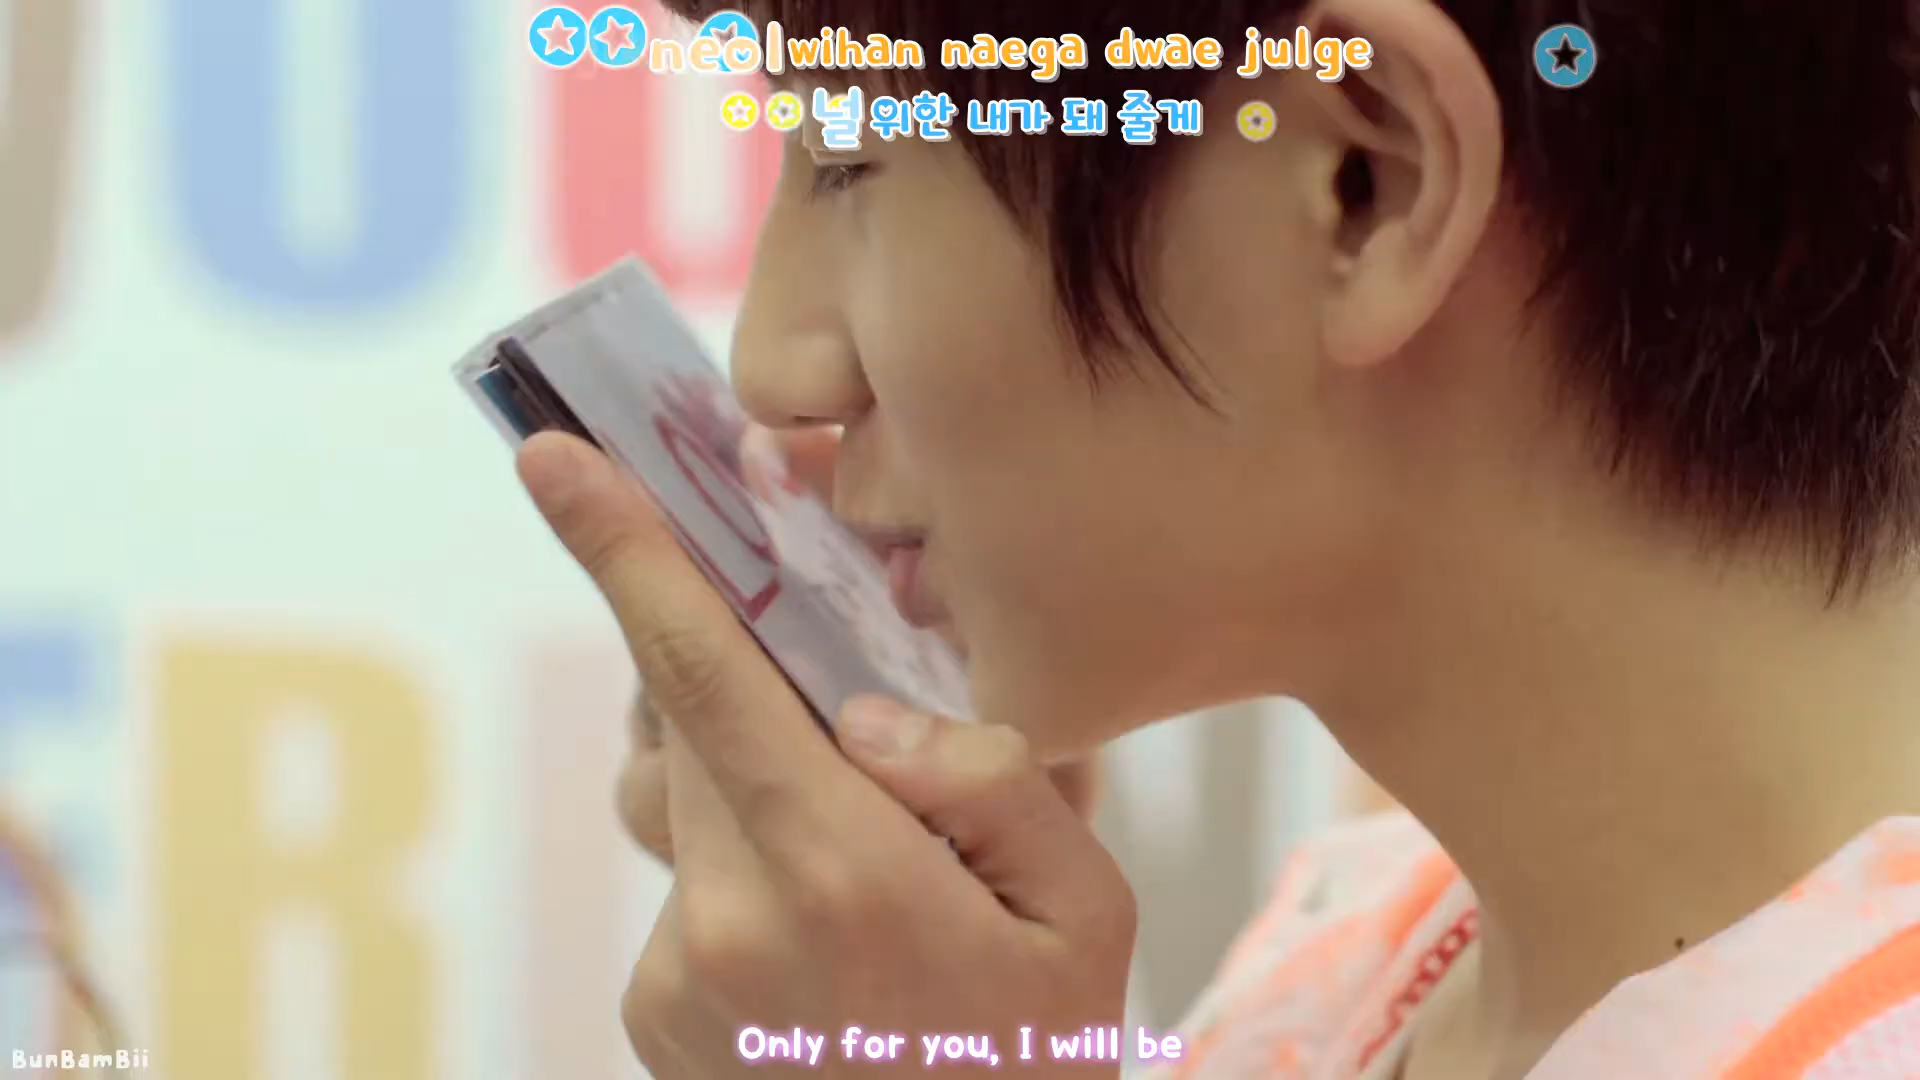 neol wihan naega dwae julge
널 위한 내가 돼 줄게
Only for you, I will be
BunBamBii